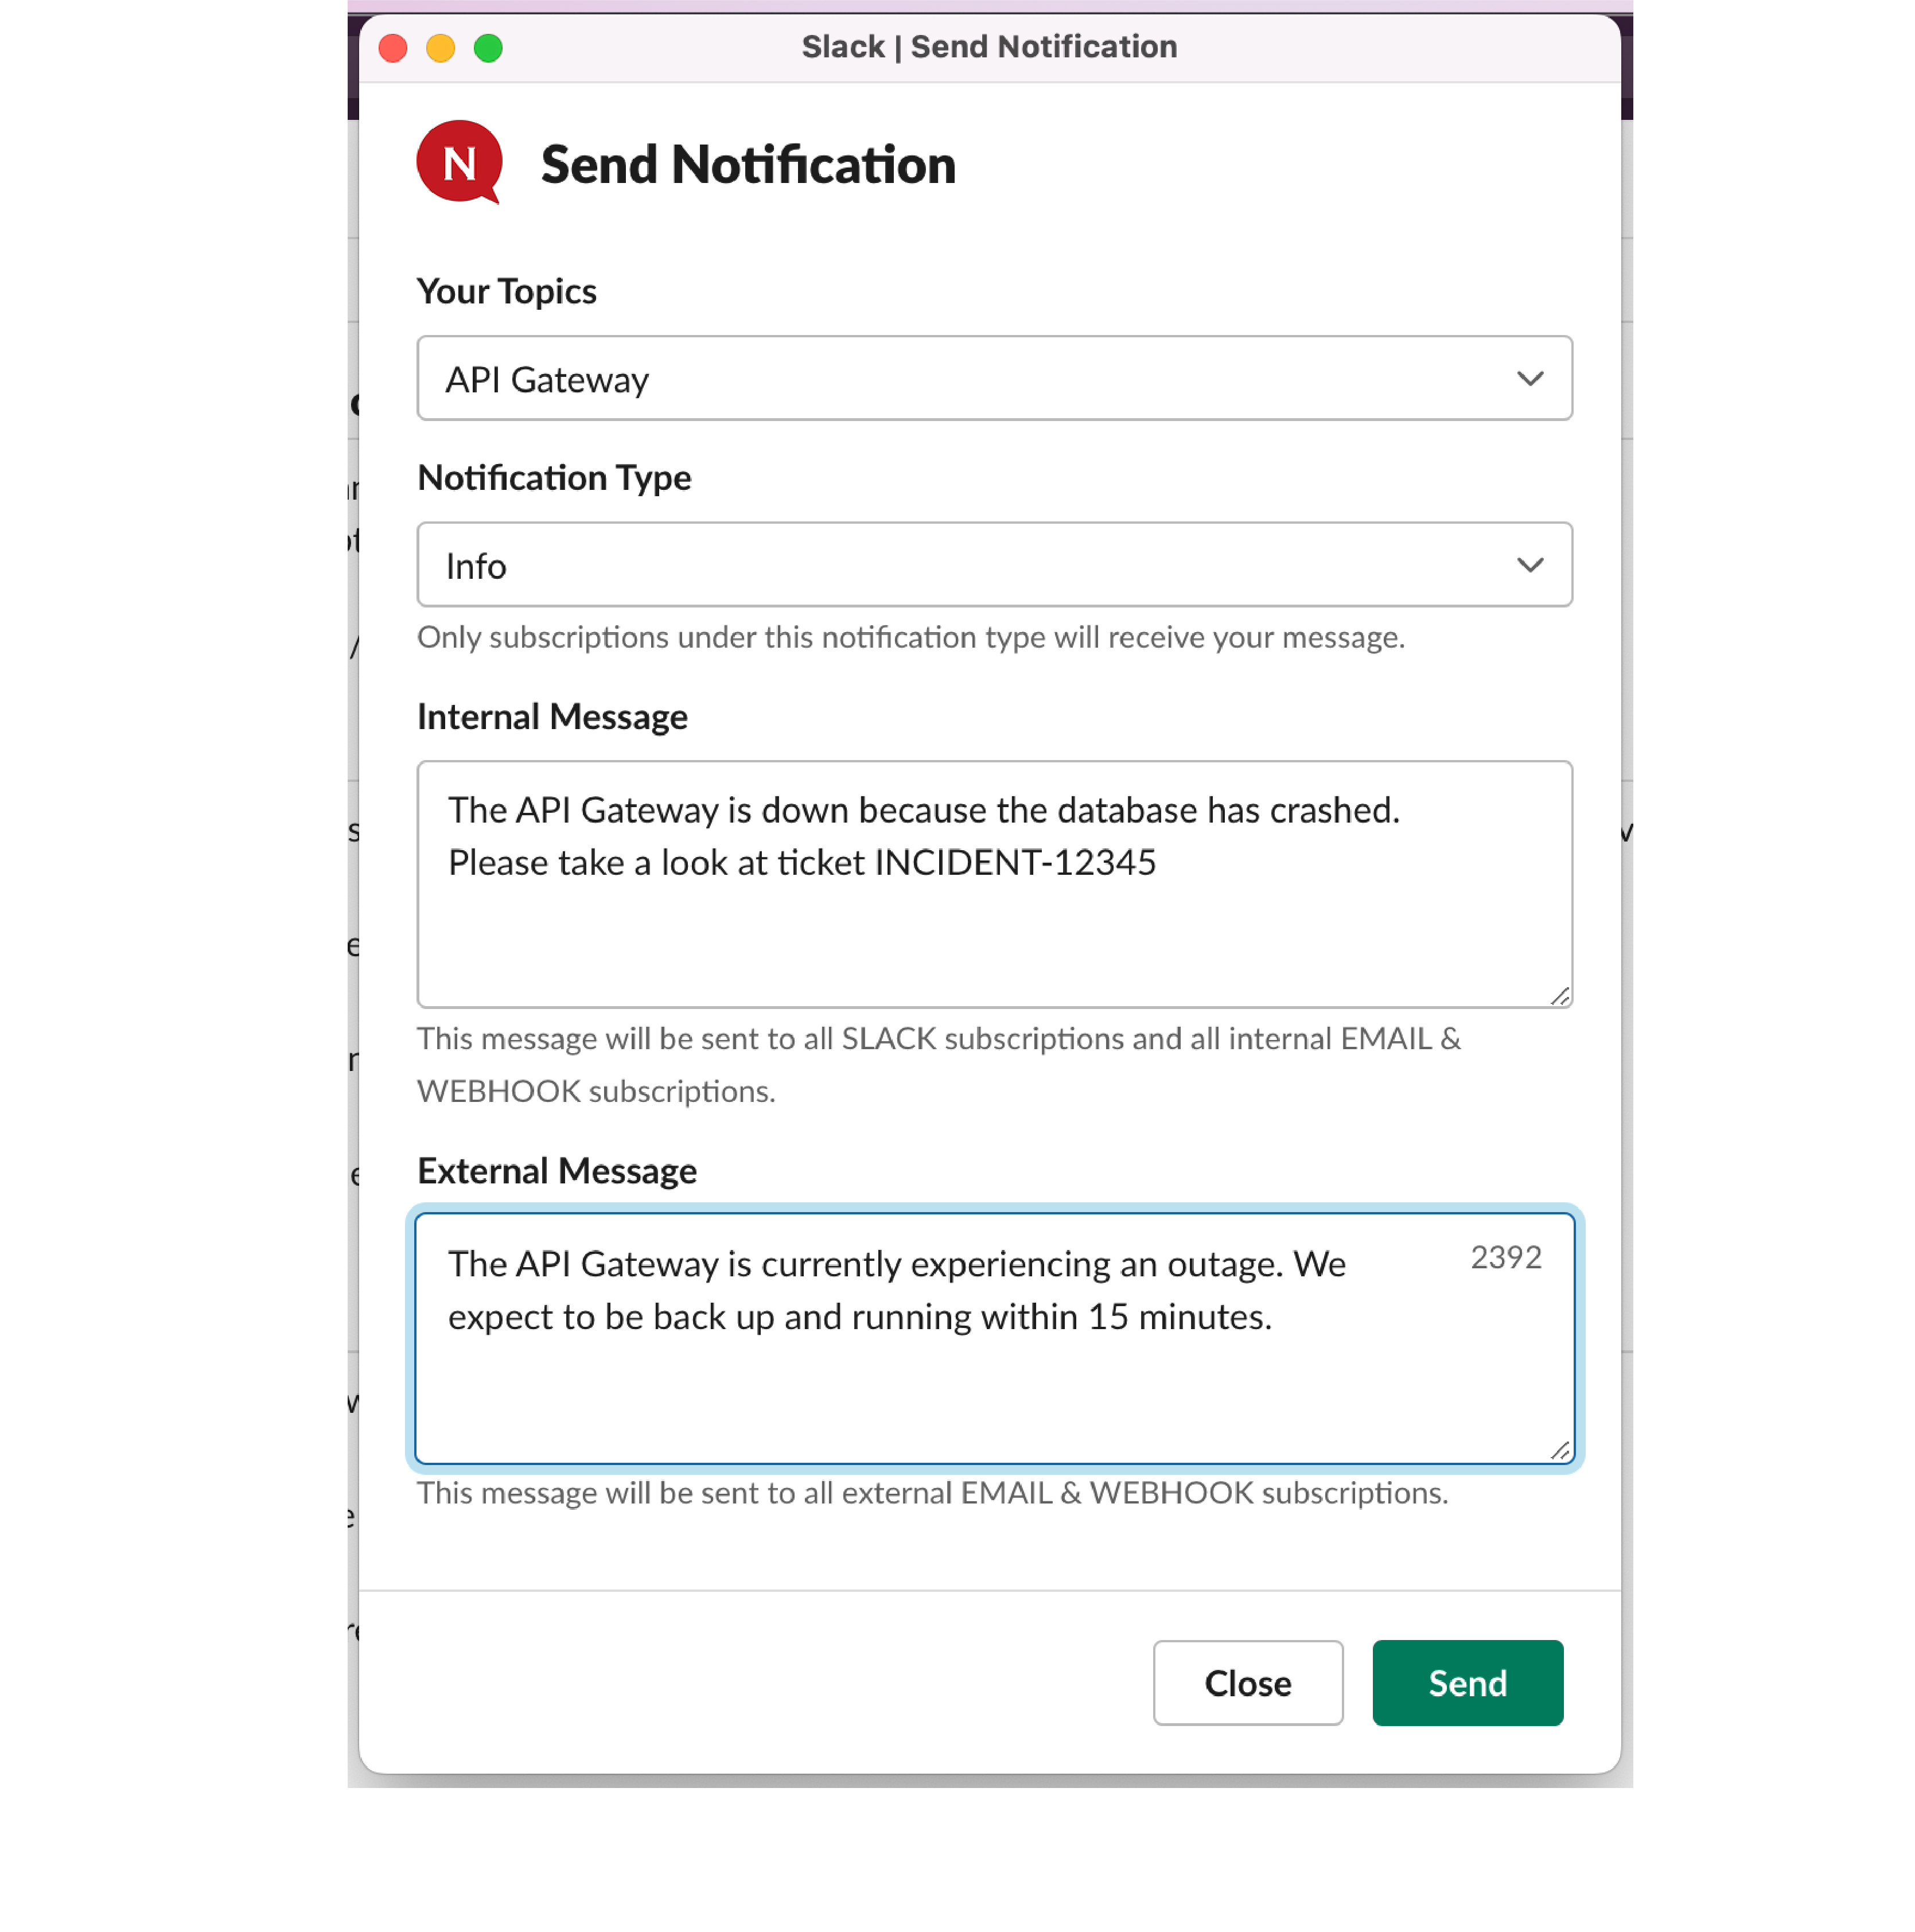 Slack | Send Notification
N
Send Notification
Your Topics
API Gateway
Notification Type
Info
Only subscriptions under this notification type will receive your message.
Internal Message
The API Gateway is down because the database has crashed.
Please take a look at ticket INCIDENT-12345
This message will be sent to all SLACK subscriptions and all internal EMAIL &
WEBHOOK subscriptions.
External Message
The API Gateway is currently experiencing an outage. We
2392
expect to be back up and running within 15 minutes.
This message will be sent to all external EMAIL & WEBHOOK subscriptions.
Close
Send